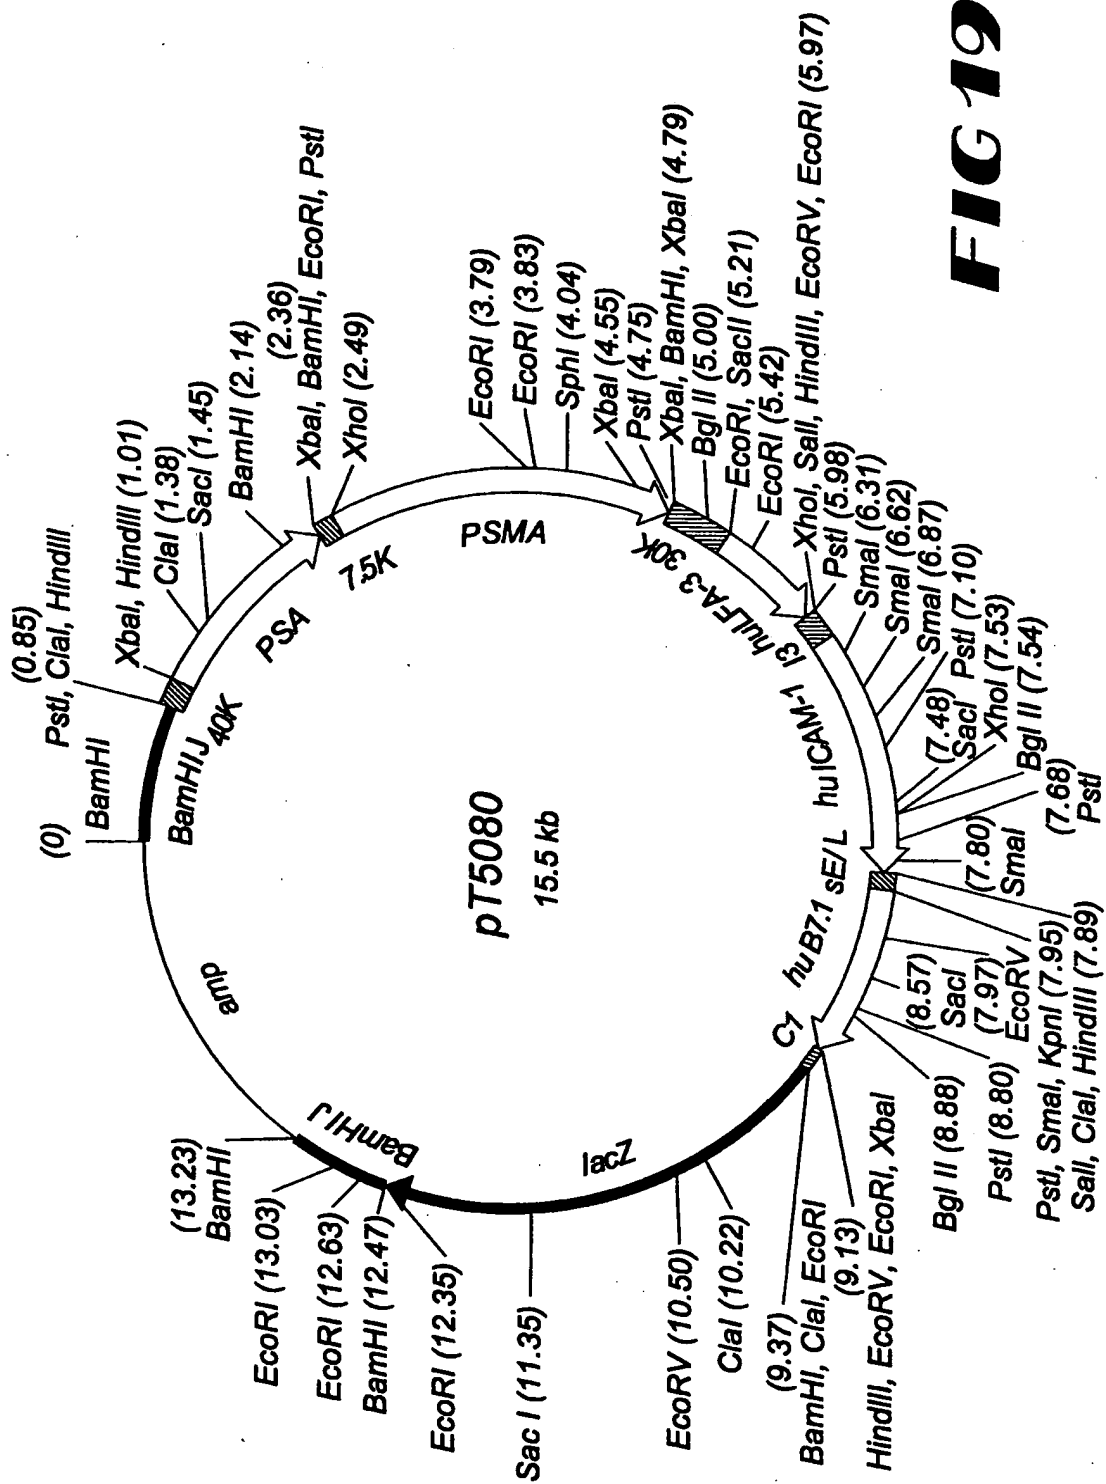 (0)
BamHI
(0.85)
PstI, ClaI, HindIII
XbaI, HindIII (1.01)
ClaI (1.38)
SacI (1.45)
BamHI (2.14)
(2.36)
XbaI, BamHI, EcoRI, PstI
XhoI (2.49)
EcoRI (3.79)
EcoRI (3.83)
SphI (4.04)
XbaI (4.55)
PstI (4.75)
XbaI, BamHI, XbaI (4.79)
Bgl II (5.00)
EcoRI, SacII (5.21)
EcoRI (5.42)
XhoI, SalI, HindIII, EcoRV, EcoRI (5.97)
PstI (5.98)
SmaI (6.31)
SmaI (6.62)
SmaI (6.87)
PstI (7.10)
(7.48)
SacI
XhoI (7.53)
Bgl II (7.54)
(7.68)
PstI
(7.80)
SmaI
SalI, ClaI, HindIII (7.89)
PstI, SmaI, KpnI (7.95)
(7.97)
EcoRV
(8.57)
SacI
PstI (8.80)
Bgl II (8.88)
(9.13)
HindIII, EcoRV, EcoRI, XbaI
(9.37)
BamHI, ClaI, EcoRI
ClaI (10.22)
EcoRV (10.50)
Sac I (11.35)
EcoRI (12.35)
BamHI (12.47)
EcoRI (12.63)
EcoRI (13.03)
(13.23)
BamHI
BamHI J
40K
PSA
7.5K
PSMA
30K
huLFA-3
I3
huICAM-1
sE/L
huB7.1
C1
lacZ
BamHI J
amp
pT5080
15.5 kb
FIG 19